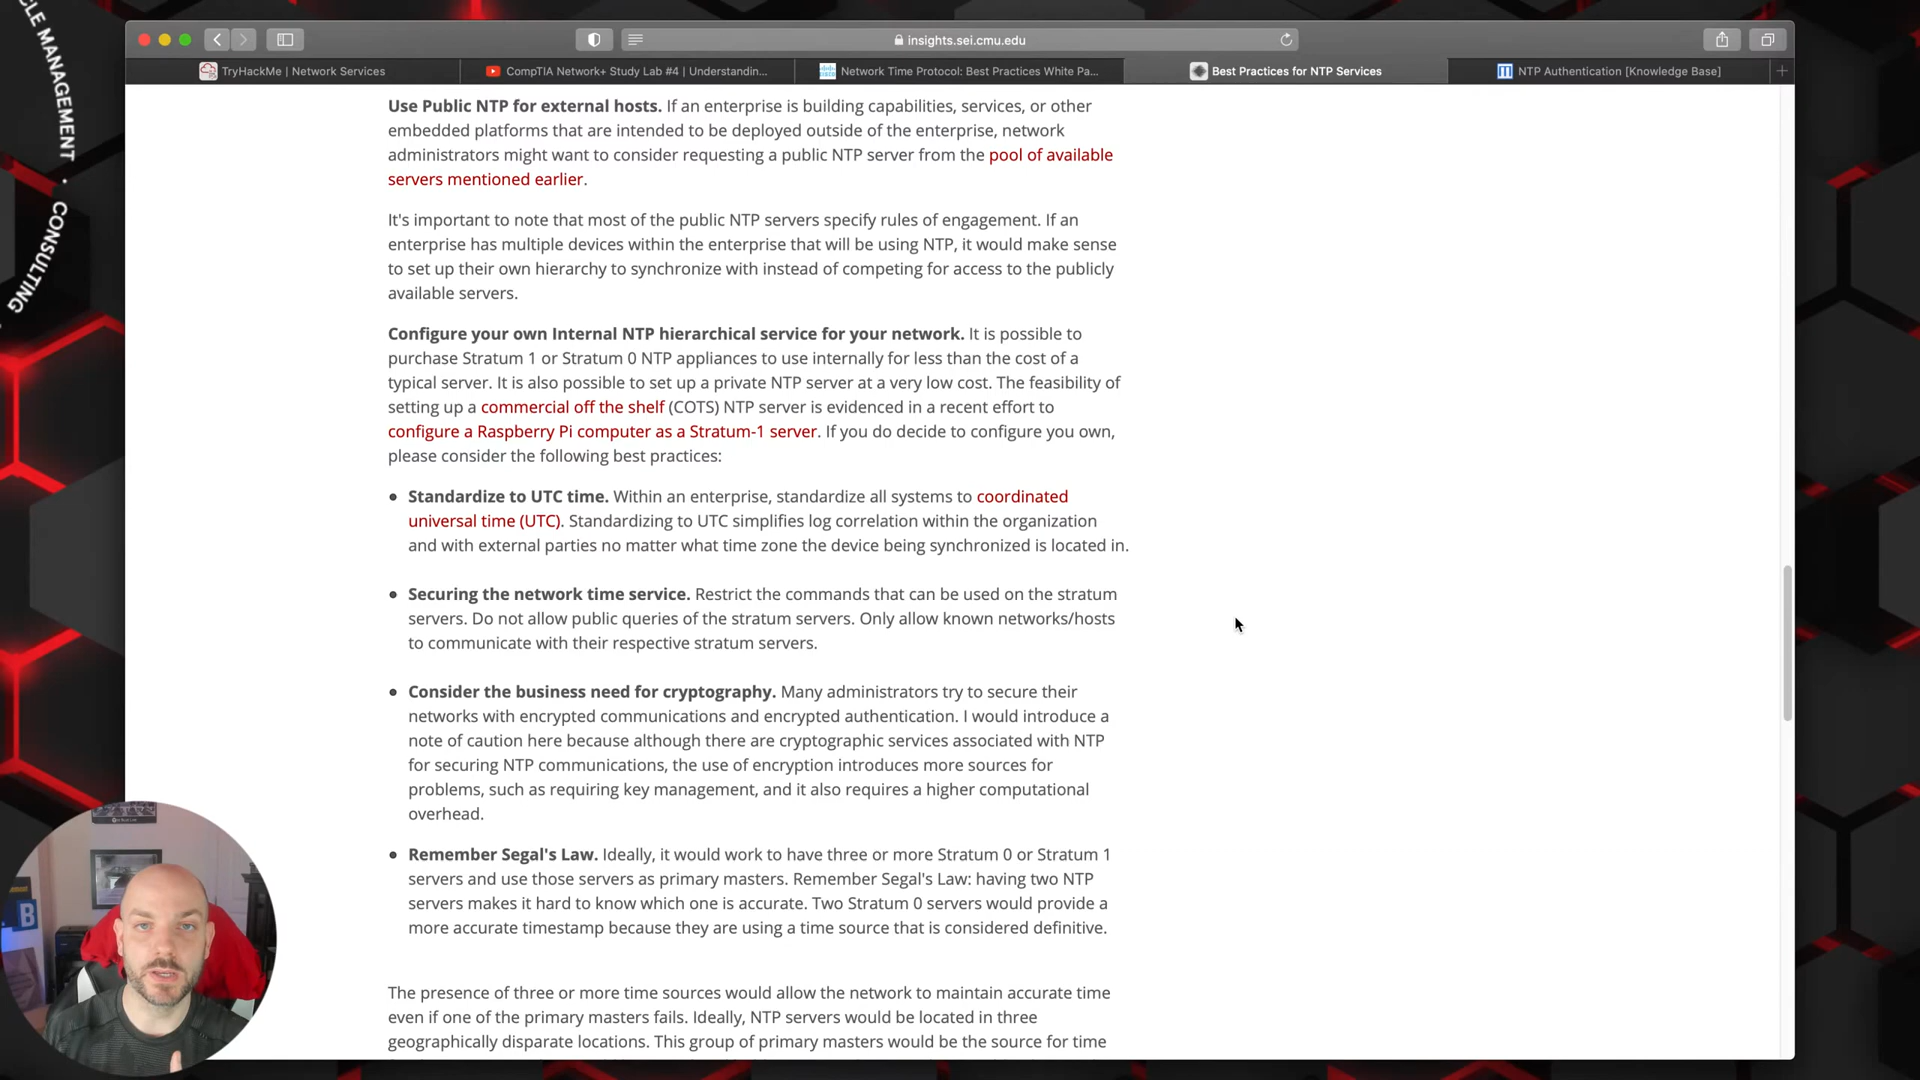 CLE MANAGEMENT · CONSULTING ·
insights.sei.cmu.edu
TryHackMe | Network Services
CompTIA Network+ Study Lab #4 | Understandin...
Network Time Protocol: Best Practices White Pa...
Best Practices for NTP Services
NTP Authentication [Knowledge Base]
Use Public NTP for external hosts. If an enterprise is building capabilities, services, or other
embedded platforms that are intended to be deployed outside of the enterprise, network
administrators might want to consider requesting a public NTP server from the pool of available
servers mentioned earlier.
It's important to note that most of the public NTP servers specify rules of engagement. If an
enterprise has multiple devices within the enterprise that will be using NTP, it would make sense
to set up their own hierarchy to synchronize with instead of competing for access to the publicly
available servers.
Configure your own Internal NTP hierarchical service for your network. It is possible to
purchase Stratum 1 or Stratum 0 NTP appliances to use internally for less than the cost of a
typical server. It is also possible to set up a private NTP server at a very low cost. The feasibility of
setting up a commercial off the shelf (COTS) NTP server is evidenced in a recent effort to
configure a Raspberry Pi computer as a Stratum-1 server. If you do decide to configure you own,
please consider the following best practices:
• Standardize to UTC time. Within an enterprise, standardize all systems to coordinated
universal time (UTC). Standardizing to UTC simplifies log correlation within the organization
and with external parties no matter what time zone the device being synchronized is located in.
• Securing the network time service. Restrict the commands that can be used on the stratum
servers. Do not allow public queries of the stratum servers. Only allow known networks/hosts
to communicate with their respective stratum servers.
• Consider the business need for cryptography. Many administrators try to secure their
networks with encrypted communications and encrypted authentication. I would introduce a
note of caution here because although there are cryptographic services associated with NTP
for securing NTP communications, the use of encryption introduces more sources for
problems, such as requiring key management, and it also requires a higher computational
overhead.
• Remember Segal's Law. Ideally, it would work to have three or more Stratum 0 or Stratum 1
servers and use those servers as primary masters. Remember Segal's Law: having two NTP
servers makes it hard to know which one is accurate. Two Stratum 0 servers would provide a
more accurate timestamp because they are using a time source that is considered definitive.
The presence of three or more time sources would allow the network to maintain accurate time
even if one of the primary masters fails. Ideally, NTP servers would be located in three
geographically disparate locations. This group of primary masters would be the source for time
B